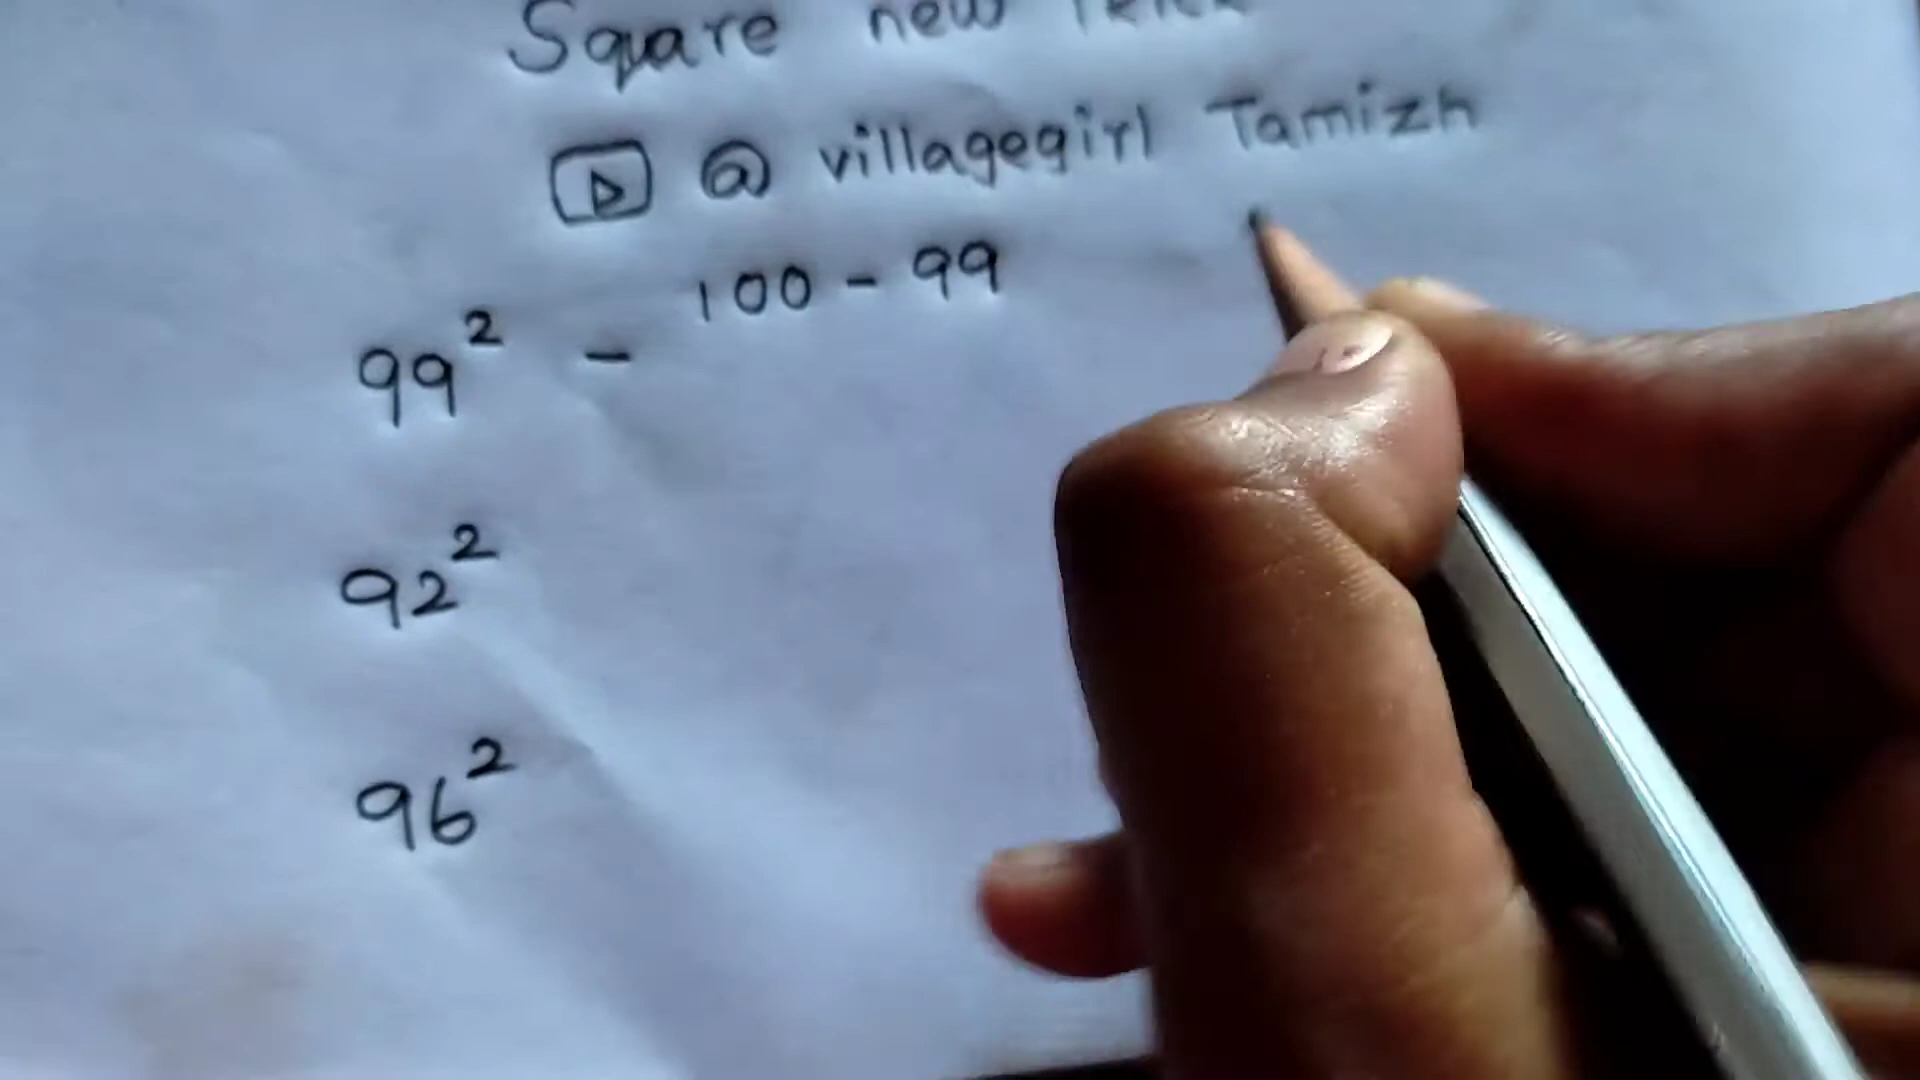 Square new
@ villagegirl Tamizh
99² - 100 - 99
92²
96²